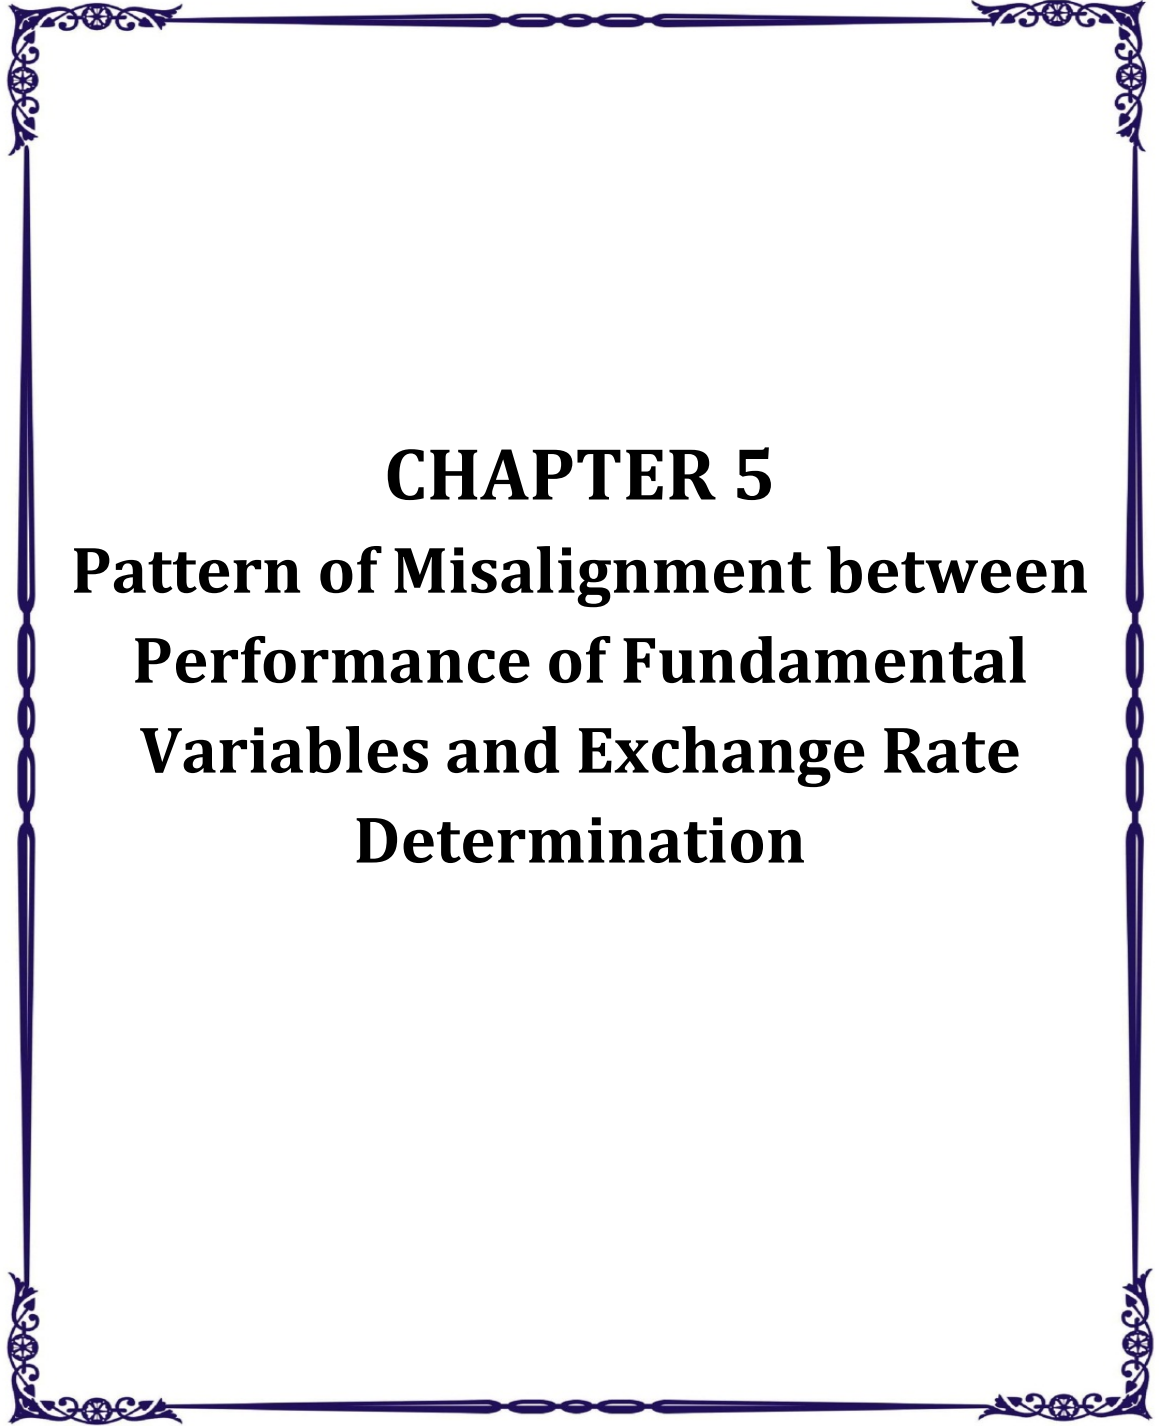 CHAPTER 5
Pattern of Misalignment between
Performance of Fundamental
Variables and Exchange Rate
Determination